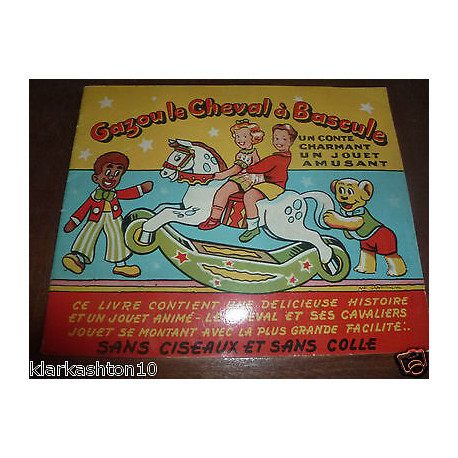 Gazou le Cheval à Bascule
UN CONTE
CHARMANT
UN JOUET
AMUSANT
CE LIVRE CONTIENT UNE DELICIEUSE HISTOIRE
ET UN JOUET ANIMÉ - LE CHEVAL ET SES CAVALIERS
JOUET SE MONTANT AVEC LA PLUS GRANDE FACILITÉ:.
SANS CISEAUX ET SANS COLLE
klarkashton10